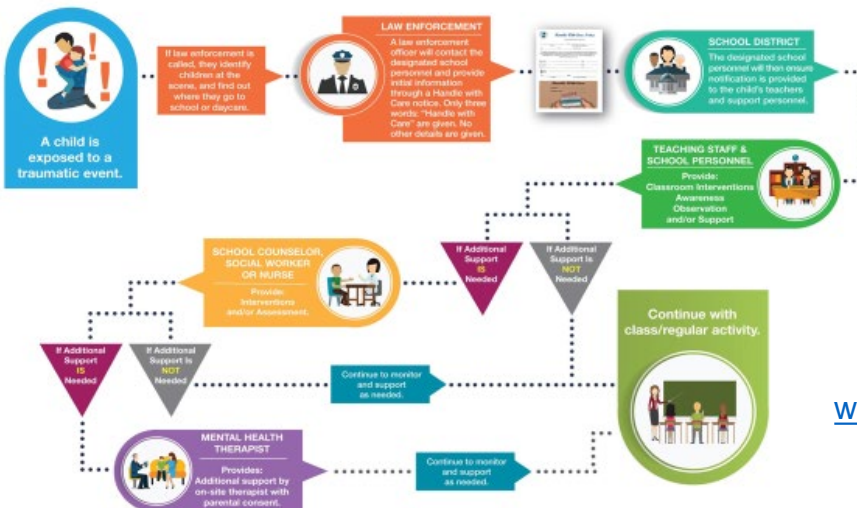 A child is
exposed to a
traumatic event.
If law enforcement is
called, they identify
children at the
scene, and find out
where they go to
school or daycare.
LAW ENFORCEMENT
A law enforcement
officer will contact the
designated school
personnel and provide
initial information
through a Handle with
Care notice. Only three
words: "Handle with
Care" are given. No
other details are given.
SCHOOL DISTRICT
The designated school
personnel will then ensure
notification is provided
to the child's teachers
and support personnel.
TEACHING STAFF &
SCHOOL PERSONNEL
Provide:
Classroom Interventions
Awareness
Observation
and/or Support
If Additional
Support
IS
Needed
If Additional
Support Is
NOT
Needed
SCHOOL COUNSELOR,
SOCIAL WORKER
OR NURSE
Provide:
Interventions
and/or Assessment.
If Additional
Support
IS
Needed
If Additional
Support Is
NOT
Needed
Continue to monitor
and support
as needed.
Continue with
class/regular activity.
w
MENTAL HEALTH
THERAPIST
Provides:
Additional support by
on-site therapist with
parental consent.
Continue to monitor
and support
as needed.